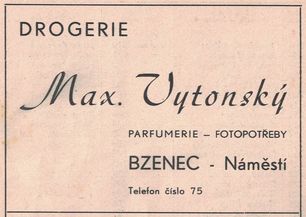 DROGERIE
Max. Vytonský
PARFUMERIE – FOTOPOTŘEBY
BZENEC - Náměstí
Telefon číslo 75